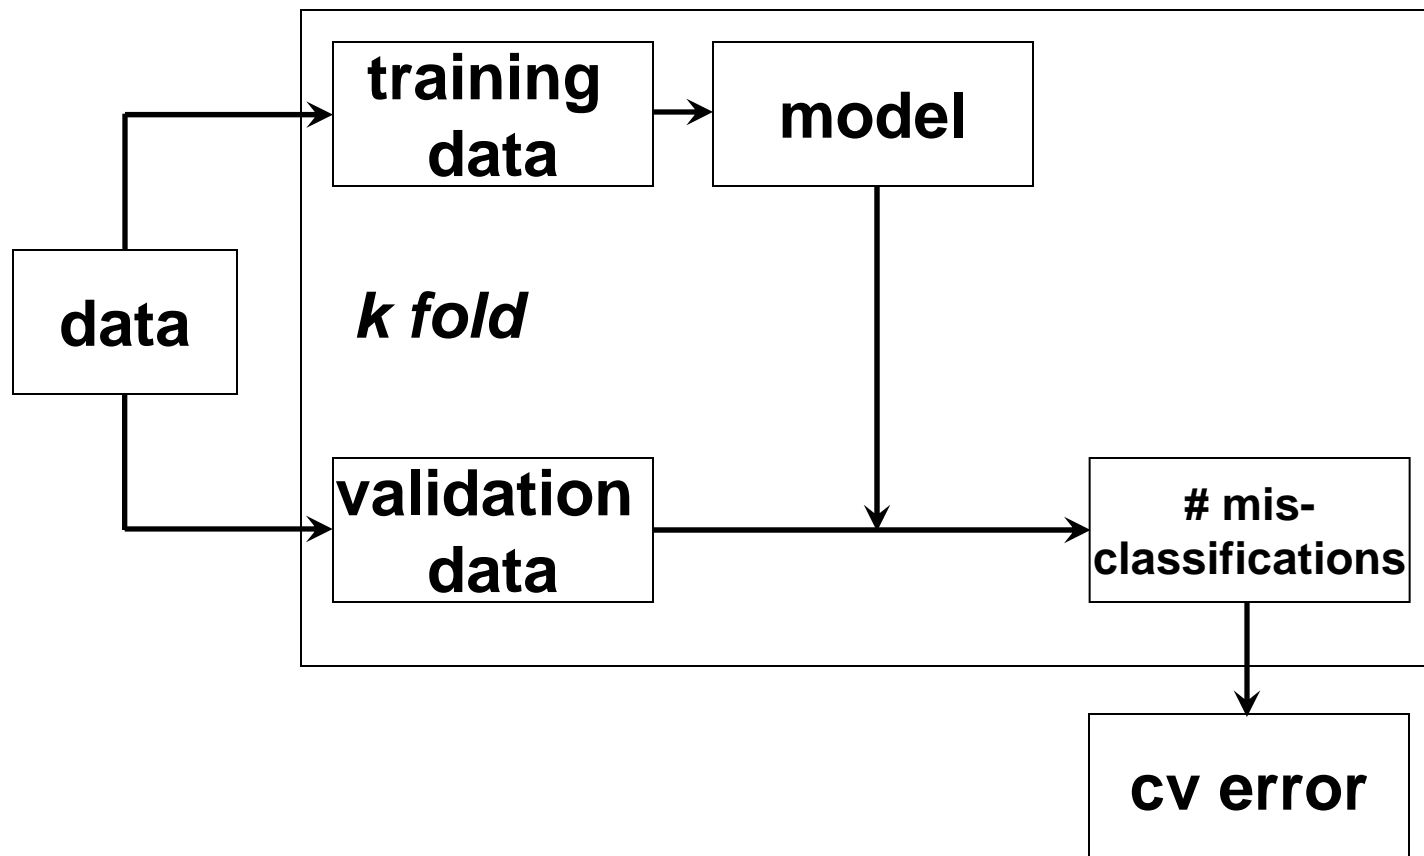 training
data
model
data
k fold
validation
data
# mis-
classifications
cv error